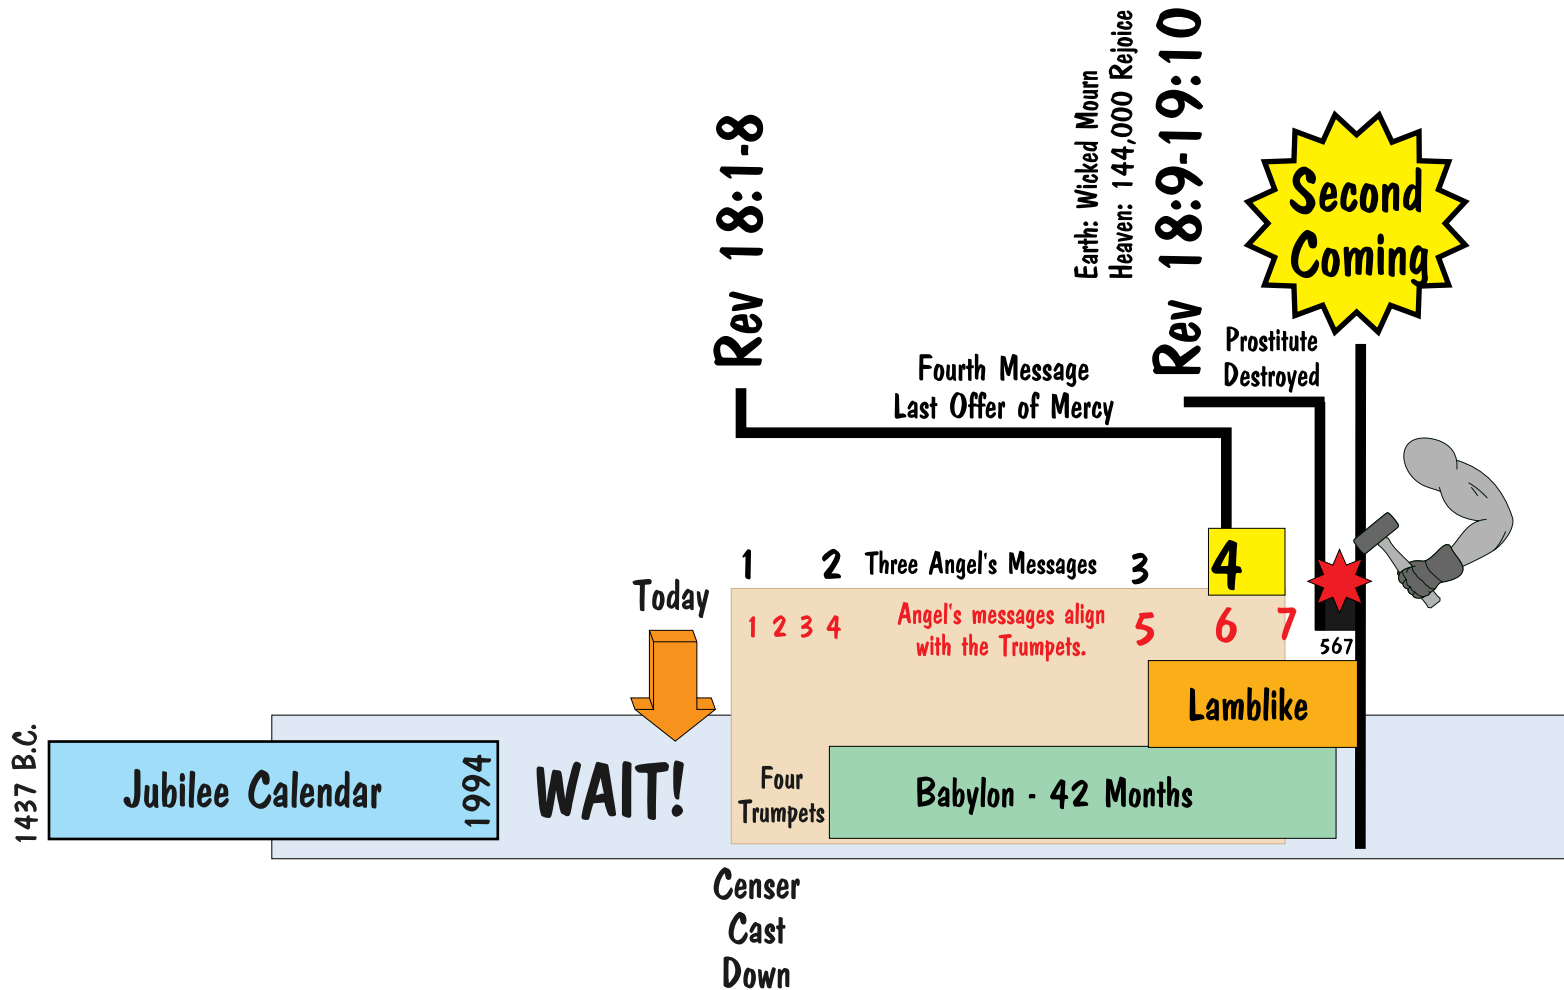 Earth: Wicked Mourn
Heaven: 144,000 Rejoice
Rev 18:9-19:10
Rev 18:1-8
Second
Coming
Prostitute
Destroyed
Fourth Message
Last Offer of Mercy
1 2 Three Angel's Messages 3 4
Today
1 2 3 4
Angel's messages align
with the Trumpets.
5 6 7
567
Lamblike
1437 B.C.
Jubilee Calendar
1994
WAIT!
Four
Trumpets
Babylon - 42 Months
Censer
Cast
Down